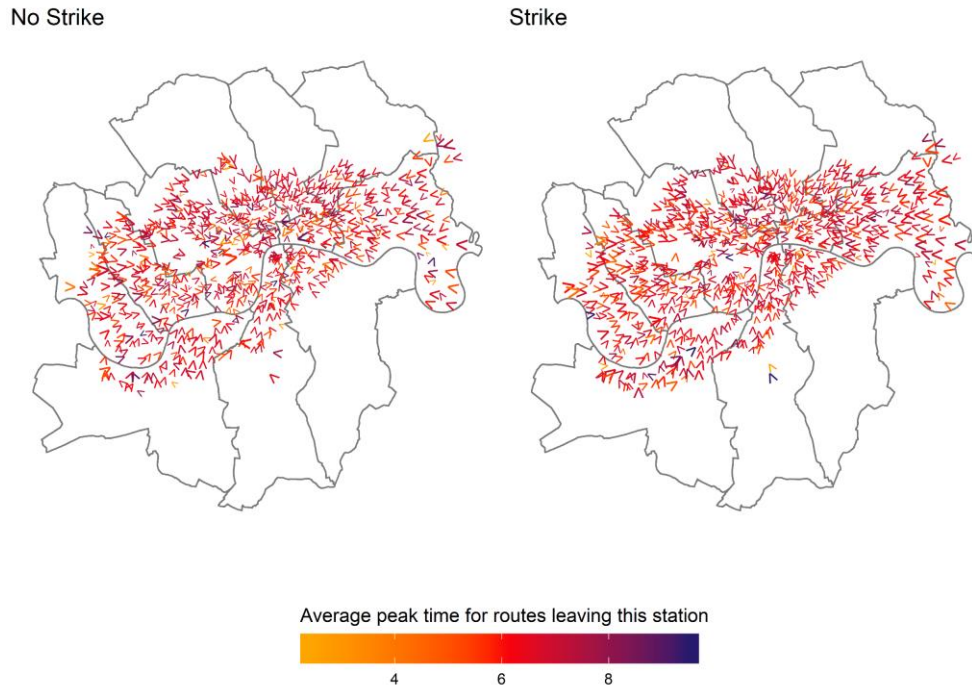 No Strike
Strike
Average peak time for routes leaving this station
4
6
8